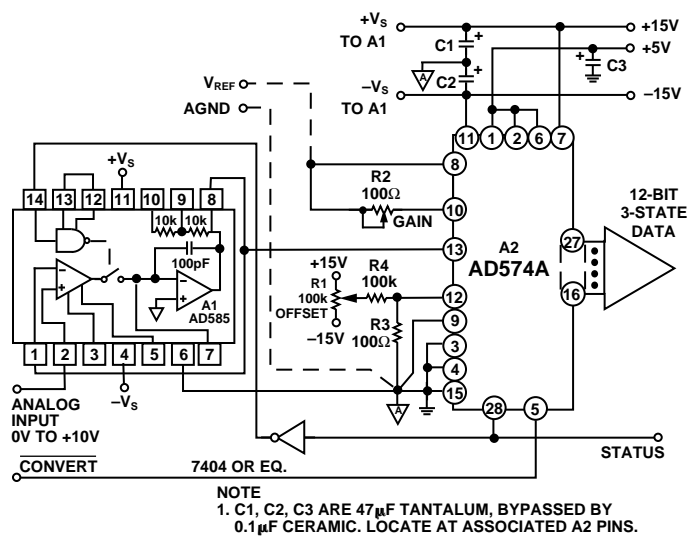 +VS
TO A1
+15V
C1 +
+5V
A
C2 +
+ C3
VREF
–VS
TO A1
–15V
AGND
11 1 2 6 7
+VS
8
14 13 12 11 10 9 8
R2
100Ω
GAIN
10
12-BIT
3-STATE
DATA
10k 10k
100pF
13
A2
AD574A
27
+15V
R4
100k
R1
100k
OFFSET
–15V
12
16
–
+
–
+
A1
AD585
R3
100Ω
9
3
4
15
1 2 3 4 5 6 7
A
28 5
–VS
ANALOG
INPUT
0V TO +10V
STATUS
CONVERT
7404 OR EQ.
NOTE
1. C1, C2, C3 ARE 47µF TANTALUM, BYPASSED BY
0.1µF CERAMIC. LOCATE AT ASSOCIATED A2 PINS.